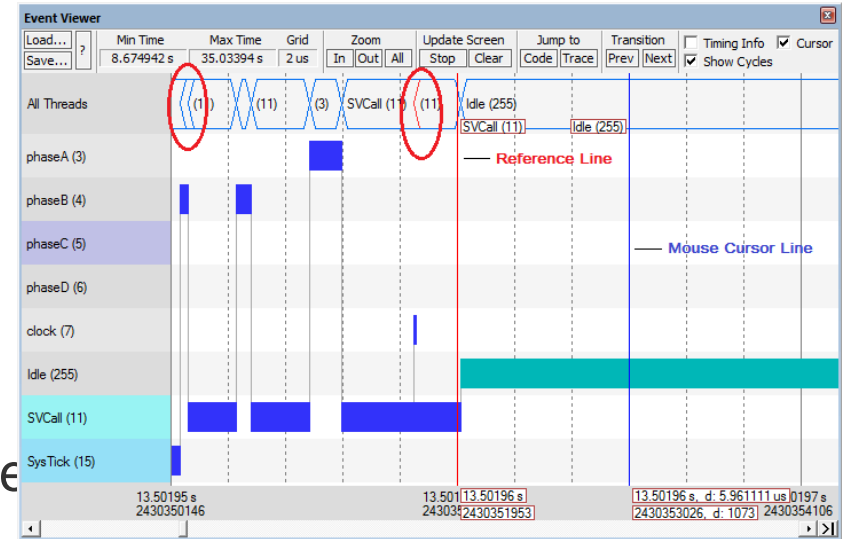 Event Viewer
Load... ? Min Time Max Time Grid Zoom Update Screen Jump to Transition Timing Info Cursor
Save... 8.674942 s 35.03394 s 2 us In Out All Stop Clear Code Trace Prev Next Show Cycles
All Threads (11) (11) (3) SVCall (11) (11) Idle (255)
SVCall (11) Idle (255)
phaseA (3) Reference Line
phaseB (4)
phaseC (5) Mouse Cursor Line
phaseD (6)
clock (7)
Idle (255)
SVCall (11)
SysTick (15)
e
13.50195 s 13.501 13.50196 s 13.50196 s, d: 5.961111 us 0197 s
2430350146 24303 2430351953 2430353026, d: 1073 2430354106